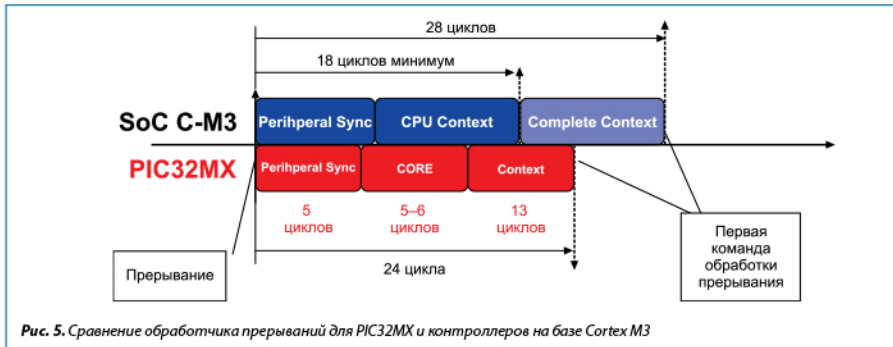 28 циклов
18 циклов минимум
SoC C-M3
Perihperal Sync
CPU Context
Complete Context
PIC32MX
Perihperal Sync
CORE
Context
5
циклов
5–6
циклов
13
циклов
Прерывание
24 цикла
Первая
команда
обработки
прерывания
Рис. 5. Сравнение обработчика прерываний для PIC32MX и контроллеров на базе Cortex M3